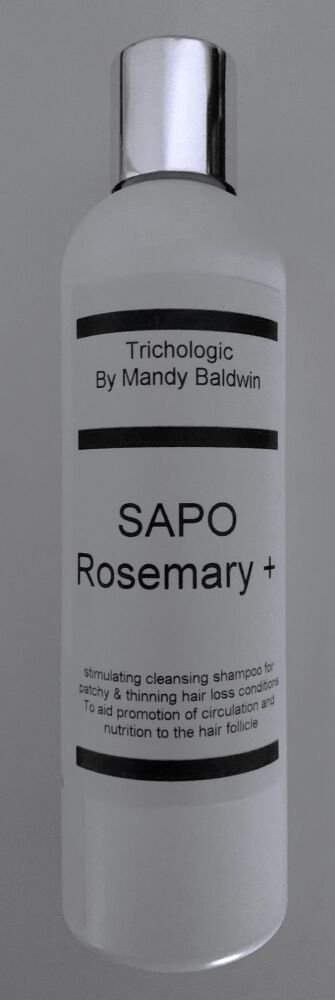 Trichologic
By Mandy Baldwin
SAPO
Rosemary +
stimulating cleansing shampoo for
patchy & thinning hair loss conditions
To aid promotion of circulation and
nutrition to the hair follicle